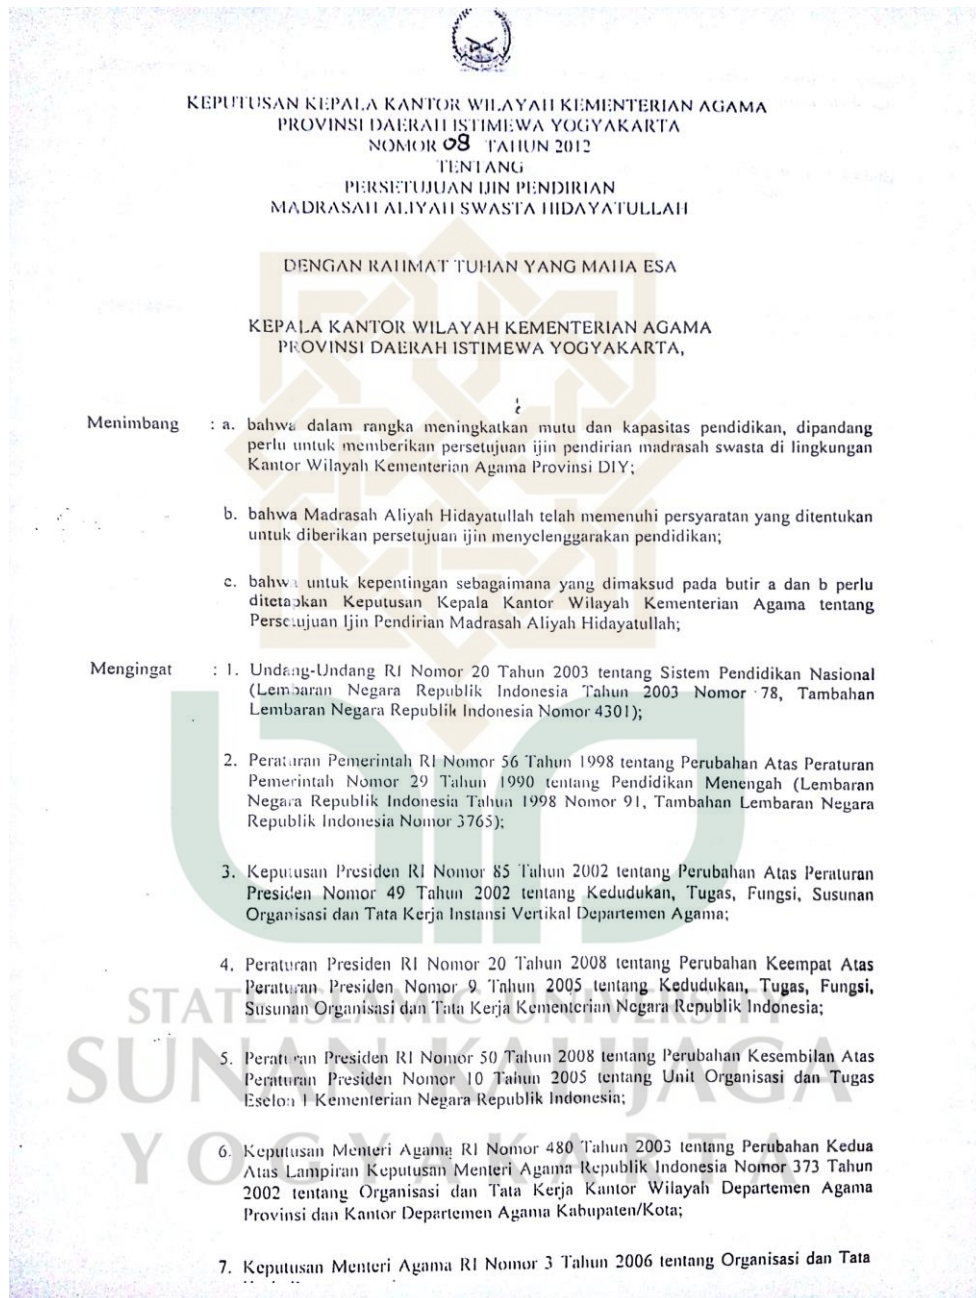 KEPUTUSAN KEPALA KANTOR WILAYAH KEMENTERIAN AGAMA
PROVINSI DAERAH ISTIMEWA YOGYAKARTA
NOMOR 08 TAHUN 2012
TENTANG
PERSETUJUAN IJIN PENDIRIAN
MADRASAH ALIYAH SWASTA HIDAYATULLAH
DENGAN RAHMAT TUHAN YANG MAHA ESA
KEPALA KANTOR WILAYAH KEMENTERIAN AGAMA
PROVINSI DAERAH ISTIMEWA YOGYAKARTA,
Menimbang : a. bahwa dalam rangka meningkatkan mutu dan kapasitas pendidikan, dipandang
perlu untuk memberikan persetujuan ijin pendirian madrasah swasta di lingkungan
Kantor Wilayah Kementerian Agama Provinsi DIY;
b. bahwa Madrasah Aliyah Hidayatullah telah memenuhi persyaratan yang ditentukan
untuk diberikan persetujuan ijin menyelenggarakan pendidikan;
c. bahwa untuk kepentingan sebagaimana yang dimaksud pada butir a dan b perlu
ditetapkan Keputusan Kepala Kantor Wilayah Kementerian Agama tentang
Persetujuan Ijin Pendirian Madrasah Aliyah Hidayatullah;
Mengingat : 1. Undang-Undang RI Nomor 20 Tahun 2003 tentang Sistem Pendidikan Nasional
(Lembaran Negara Republik Indonesia Tahun 2003 Nomor 78, Tambahan
Lembaran Negara Republik Indonesia Nomor 4301);
2. Peraturan Pemerintah RI Nomor 56 Tahun 1998 tentang Perubahan Atas Peraturan
Pemerintah Nomor 29 Tahun 1990 tentang Pendidikan Menengah (Lembaran
Negara Republik Indonesia Tahun 1998 Nomor 91, Tambahan Lembaran Negara
Republik Indonesia Nomor 3765);
3. Keputusan Presiden RI Nomor 85 Tahun 2002 tentang Perubahan Atas Peraturan
Presiden Nomor 49 Tahun 2002 tentang Kedudukan, Tugas, Fungsi, Susunan
Organisasi dan Tata Kerja Instansi Vertikal Departemen Agama;
4. Peraturan Presiden RI Nomor 20 Tahun 2008 tentang Perubahan Keempat Atas
Peraturan Presiden Nomor 9 Tahun 2005 tentang Kedudukan, Tugas, Fungsi,
Susunan Organisasi dan Tata Kerja Kementerian Negara Republik Indonesia;
STATE ISLAMIC UNIVERSITY
5. Peraturan Presiden RI Nomor 50 Tahun 2008 tentang Perubahan Kesembilan Atas
Peraturan Presiden Nomor 10 Tahun 2005 tentang Unit Organisasi dan Tugas
Eselon 1 Kementerian Negara Republik Indonesia;
SUNAN KALIJAGA
6. Keputusan Menteri Agama RI Nomor 480 Tahun 2003 tentang Perubahan Kedua
Atas Lampiran Keputusan Menteri Agama Republik Indonesia Nomor 373 Tahun
2002 tentang Organisasi dan Tata Kerja Kantor Wilayah Departemen Agama
Provinsi dan Kantor Departemen Agama Kabupaten/Kota;
YOGYAKARTA
7. Keputusan Menteri Agama RI Nomor 3 Tahun 2006 tentang Organisasi dan Tata